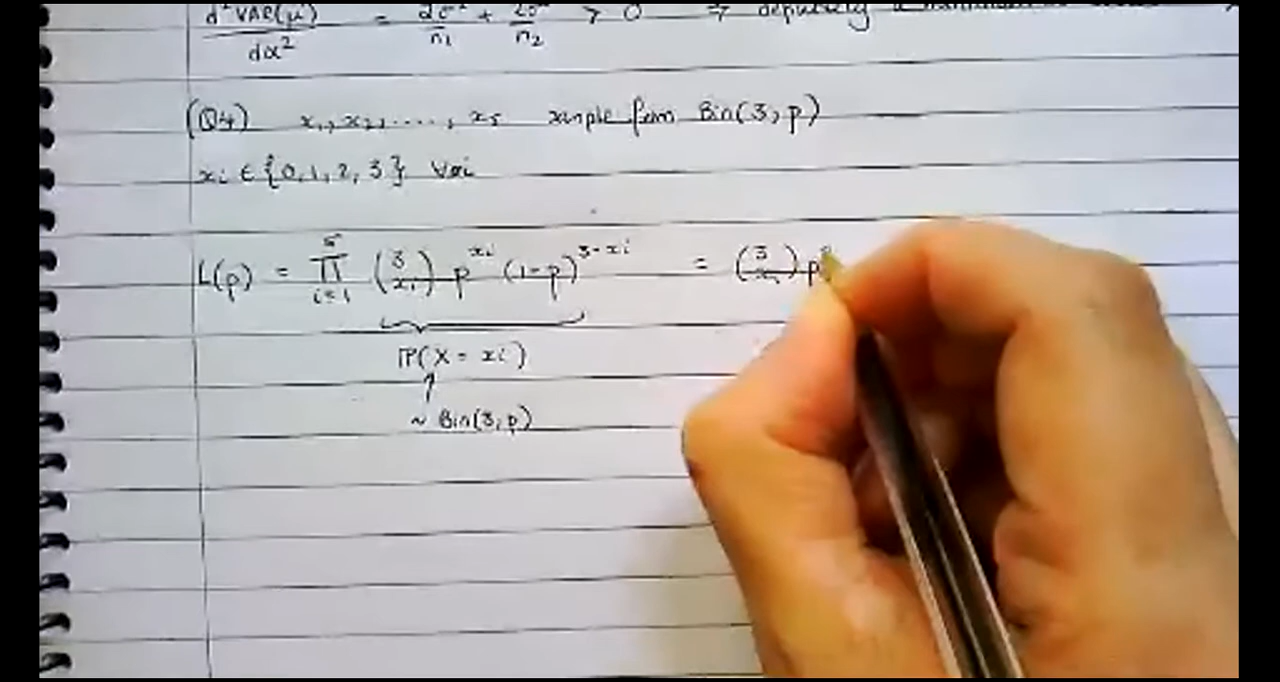 d²VAR(μ) / dα² = 2σ²/n₁ + 2σ²/n₂ > 0 ⇒
(Q4) x₁, x₂, ...., x₅ sample from Bin(3, p)
xi ∈ {0, 1, 2, 3} ∀xi
L(p) = ∏ᵢ₌₁⁵ (3 xi) p^xi (1-p)^3-xi = (3 x₁) p
P(X = xi)
↑
~ Bin(3, p)